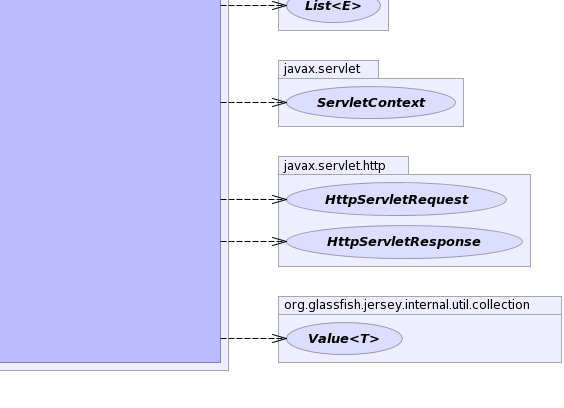 List<E>
javax.servlet
ServletContext
javax.servlet.http
HttpServletRequest
HttpServletResponse
org.glassfish.jersey.internal.util.collection
Value<T>